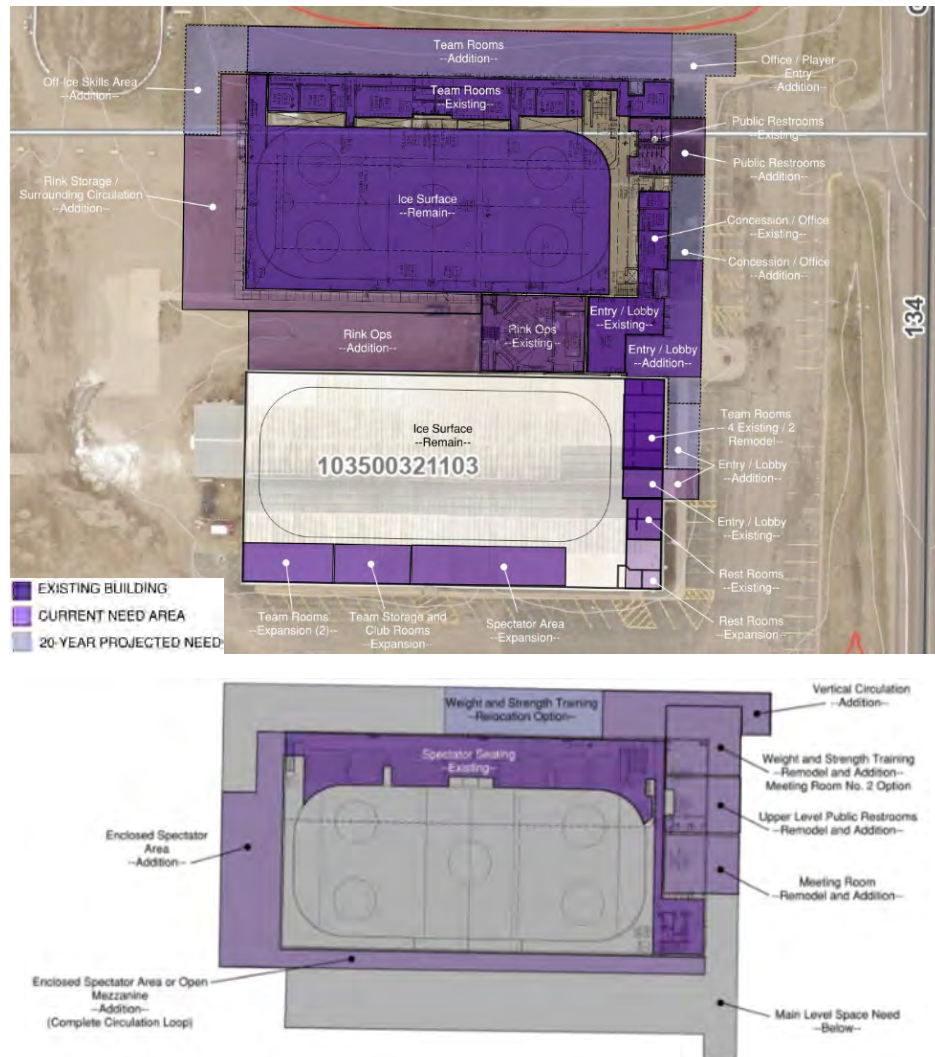 Team Rooms
--Addition--
Off-Ice Skills Area
--Addition--
Office / Player
Entry
--Addition--
Team Rooms
--Existing--
Public Restrooms
--Existing--
Public Restrooms
--Addition--
Rink Storage /
Surrounding Circulation
--Addition--
Ice Surface
--Remain--
Concession / Office
--Existing--
Concession / Office
--Addition--
134
Rink Ops
--Addition--
Rink Ops
--Existing--
Entry / Lobby
--Existing--
Entry / Lobby
--Addition--
Ice Surface
--Remain--
103500321103
Team Rooms
-- 4 Existing / 2
Remodel--
Entry / Lobby
--Addition--
Entry / Lobby
--Existing--
Rest Rooms
--Existing--
Rest Rooms
--Expansion--
Team Rooms
--Expansion (2)--
Team Storage and
Club Rooms
--Expansion--
Spectator Area
--Expansion--
EXISTING BUILDING
CURRENT NEED AREA
20-YEAR PROJECTED NEED
Weight and Strength Training
--Relocation Option--
Vertical Circulation
--Addition--
Spectator Seating
--Existing--
Weight and Strength Training
--Remodel and Addition--
Meeting Room No. 2 Option
Upper Level Public Restrooms
--Remodel and Addition--
Enclosed Spectator
Area
--Addition--
Meeting Room
--Remodel and Addition--
Enclosed Spectator Area or Open
Mezzanine
--Addition--
(Complete Circulation Loop)
Main Level Space Need
--Below--